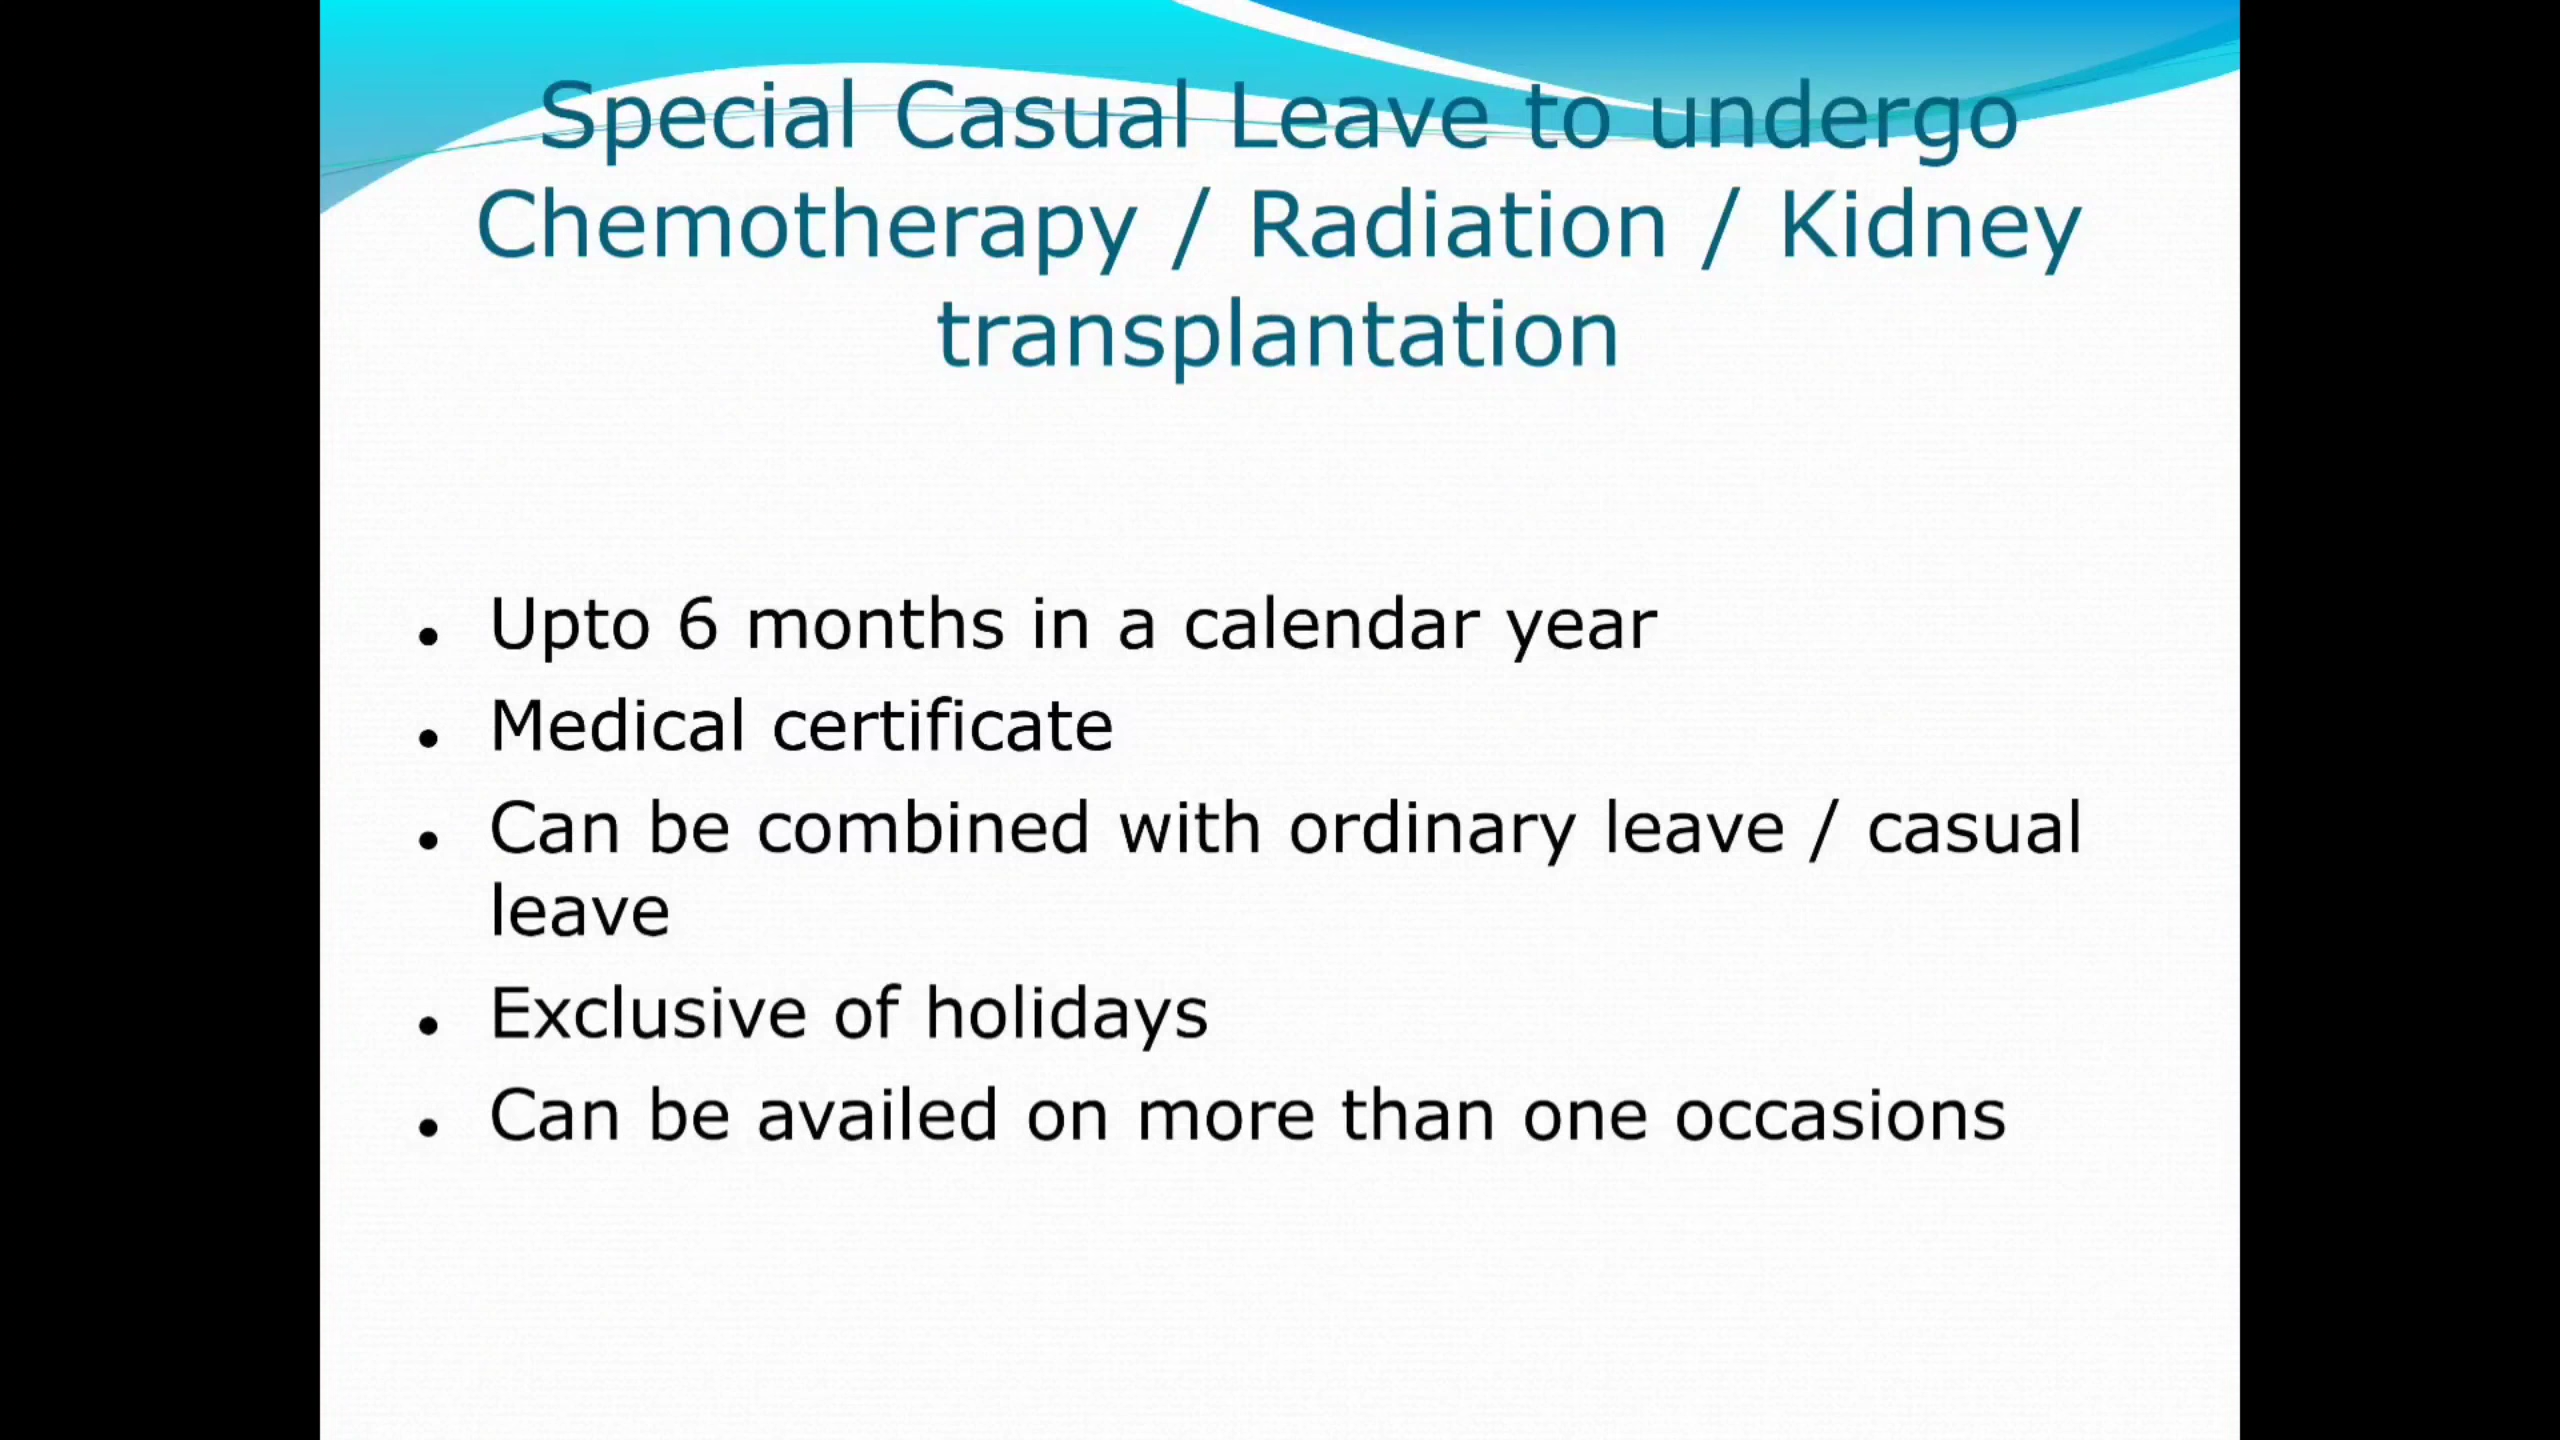 Special Casual Leave to undergo
Chemotherapy / Radiation / Kidney
transplantation
• Upto 6 months in a calendar year
• Medical certificate
• Can be combined with ordinary leave / casual
leave
• Exclusive of holidays
• Can be availed on more than one occasions